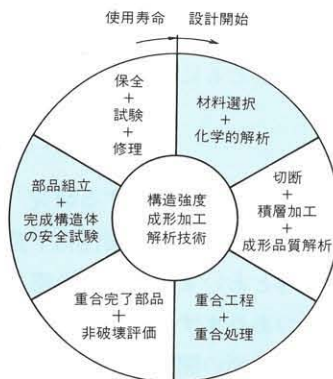 使用寿命 設計開始
材料選択
+
化学的解析
切断
+
積層加工
+
成形品質解析
重合工程
+
重合処理
重合完了部品
+
非破壊評価
部品組立
+
完成構造体
の安全試験
保全
+
試験
+
修理
構造強度
成形加工
解析技術